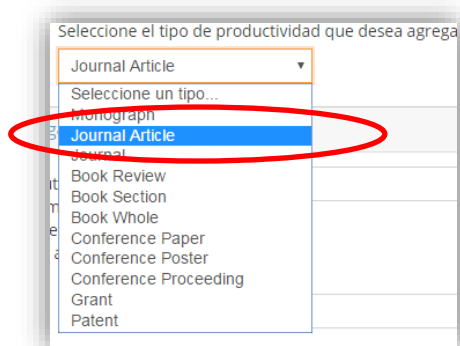 Seleccione el tipo de productividad que desea agrega
Journal Article
Seleccione un tipo...
Monograph
Journal Article
Journal
Book Review
Book Section
Book Whole
Conference Paper
Conference Poster
Conference Proceeding
Grant
Patent